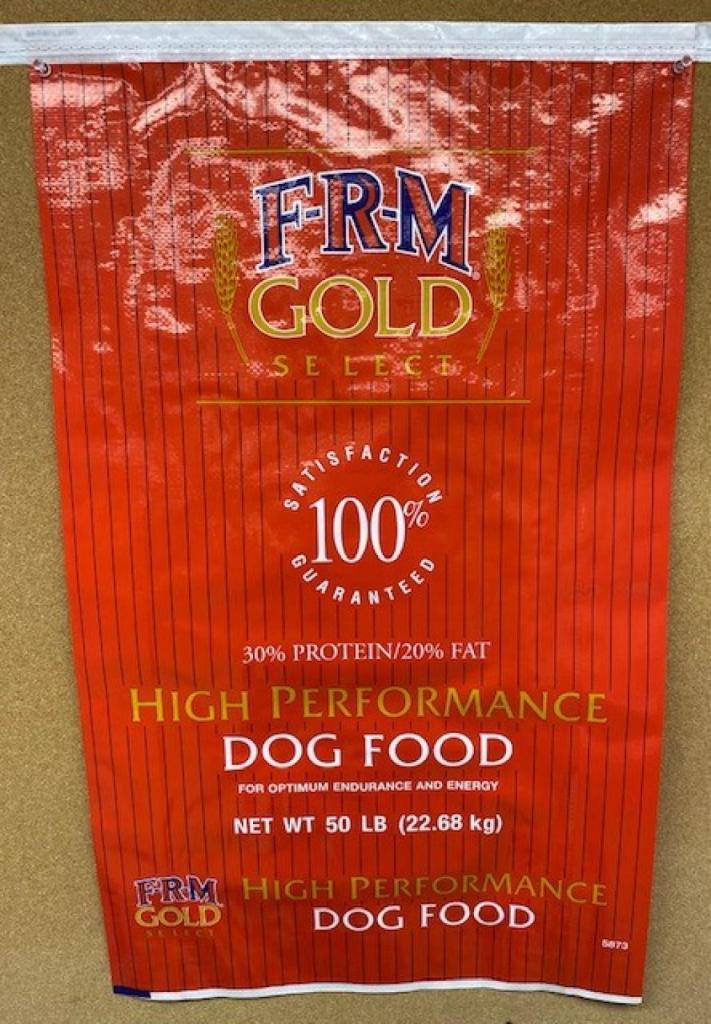 F-R-M
GOLD
SELECT
SATISFACTION
100%
GUARANTEED
30% PROTEIN/20% FAT
HIGH PERFORMANCE
DOG FOOD
FOR OPTIMUM ENDURANCE AND ENERGY
NET WT 50 LB (22.68 kg)
F-R-M
GOLD
SELECT
HIGH PERFORMANCE
DOG FOOD
5873